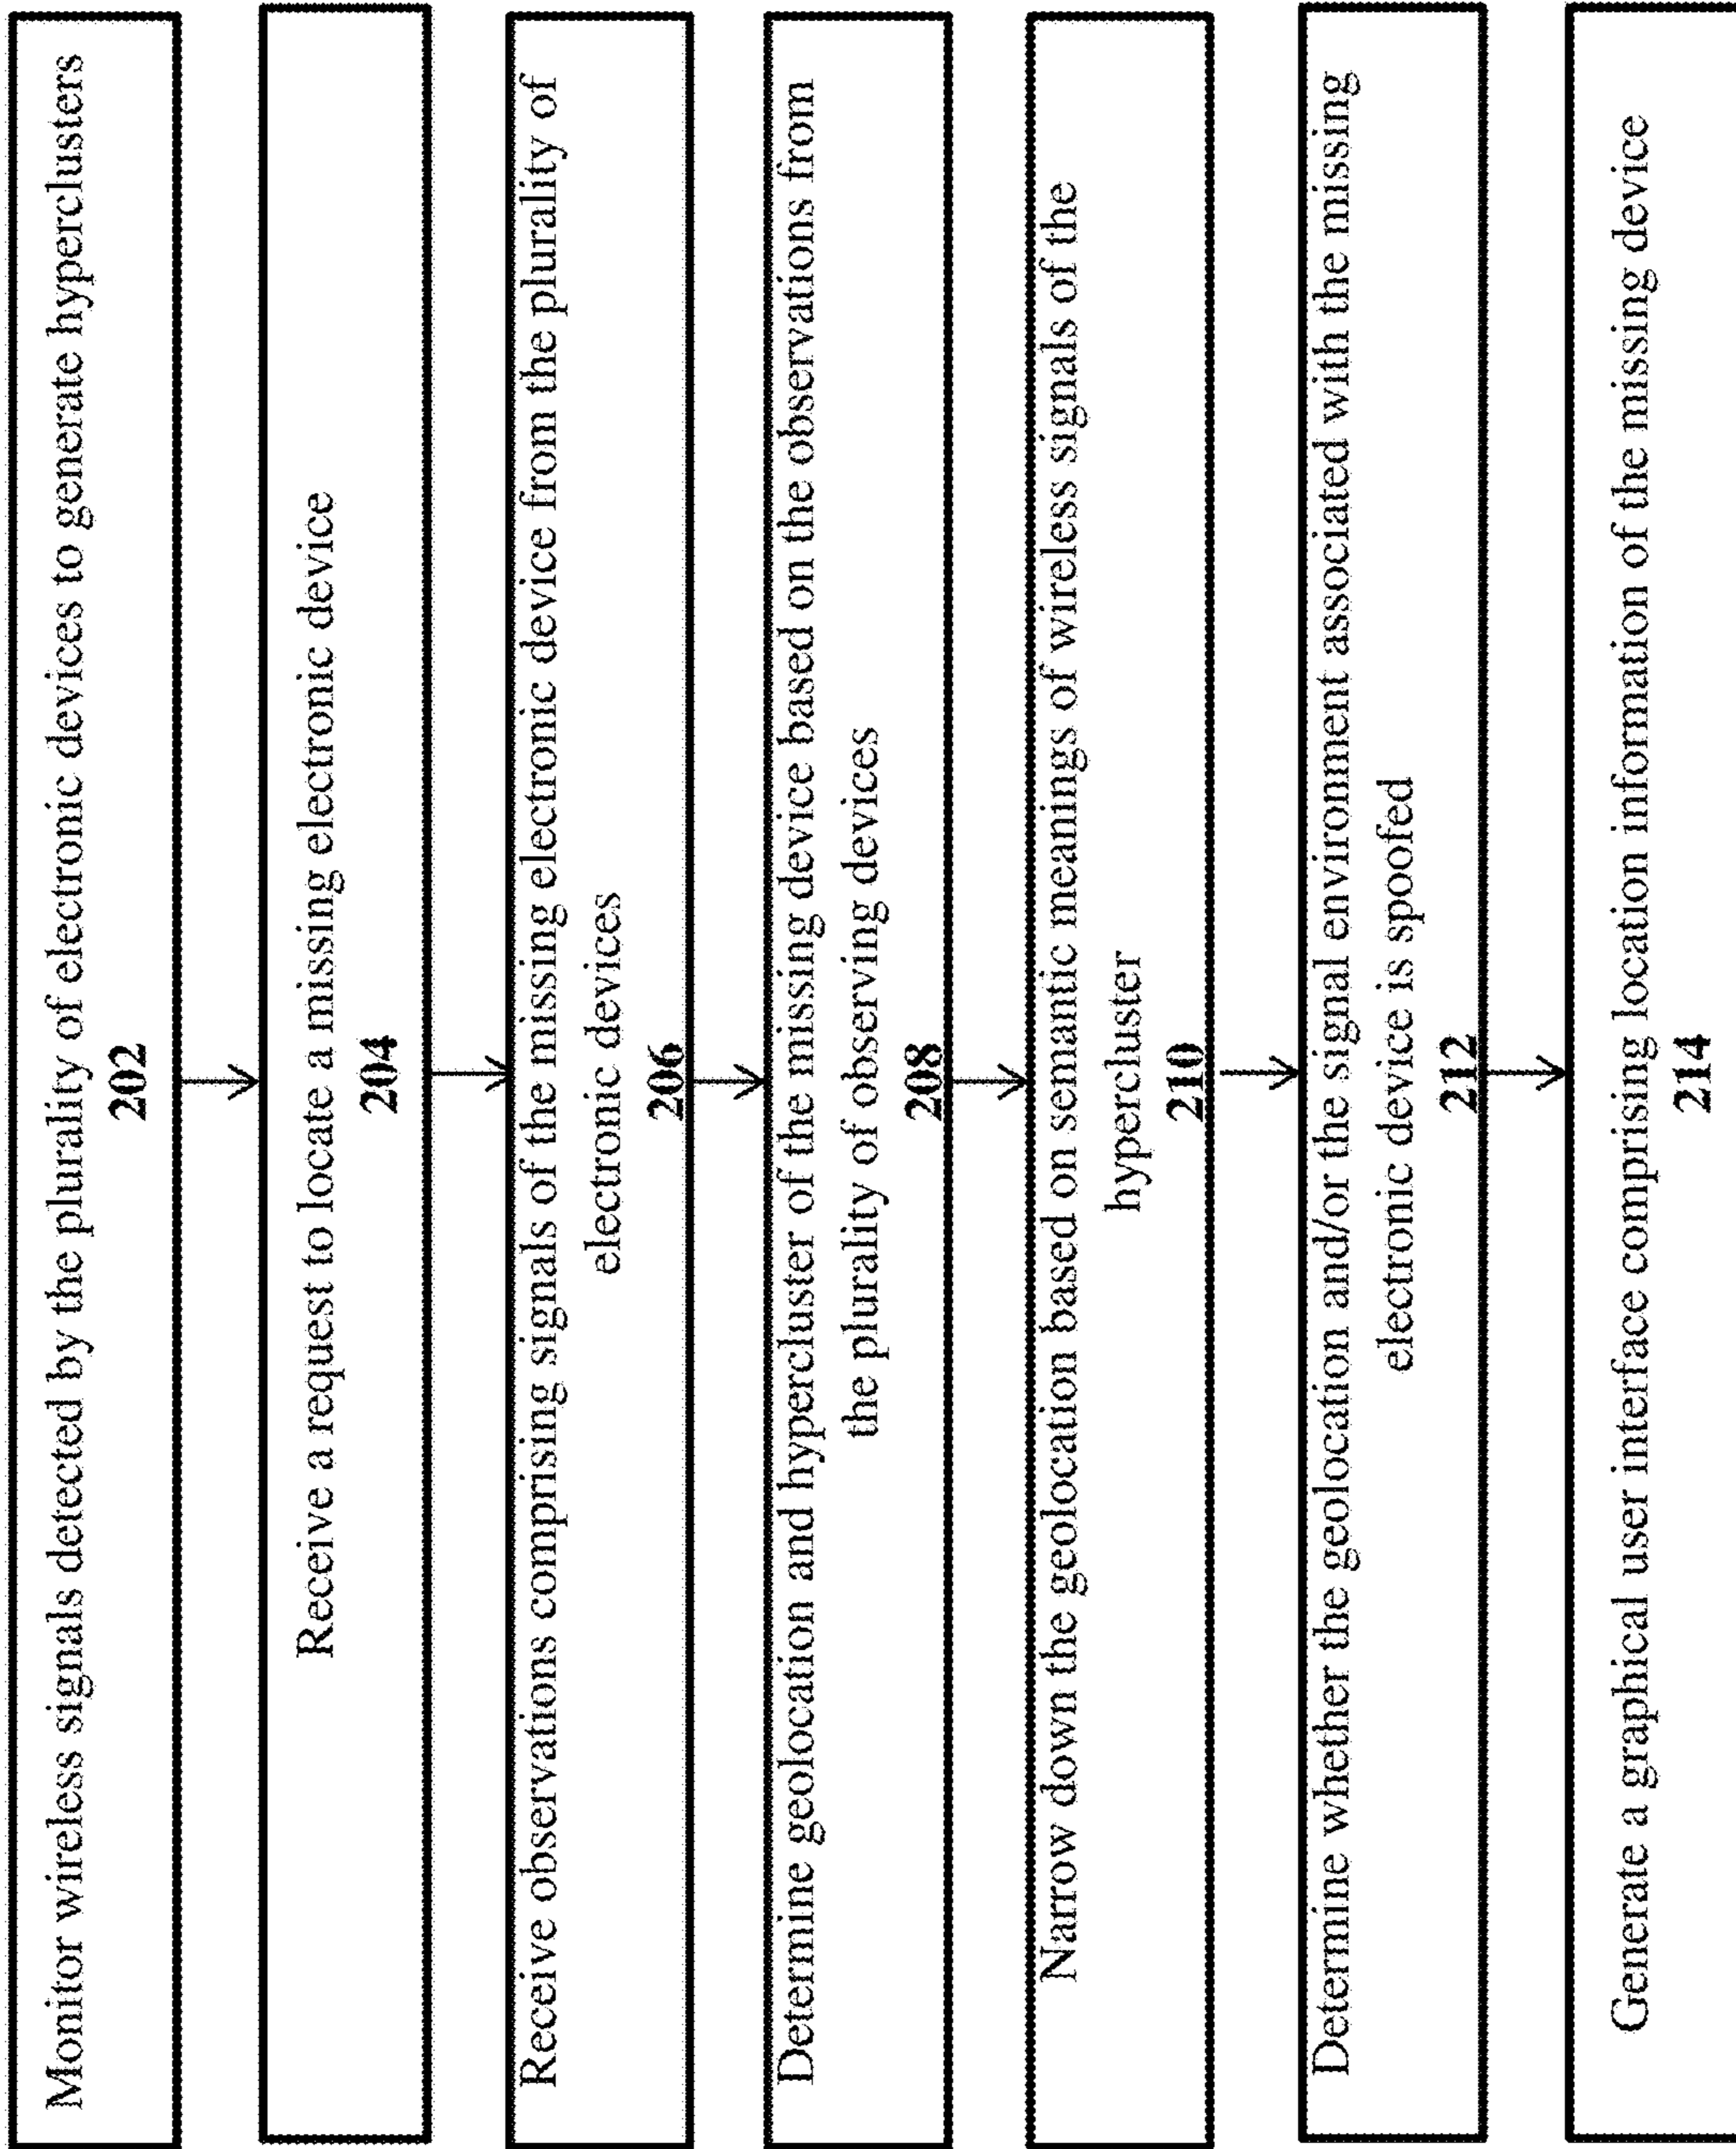 Monitor wireless signals detected by the plurality of electronic devices to generate hyperclusters
202
Receive a request to locate a missing electronic device
204
Receive observations comprising signals of the missing electronic device from the plurality of
electronic devices
206
Determine geolocation and hypercluster of the missing device based on the observations from
the plurality of observing devices
208
Narrow down the geolocation based on semantic meanings of wireless signals of the
hypercluster
210
Determine whether the geolocation and/or the signal environment associated with the missing
electronic device is spoofed
212
Generate a graphical user interface comprising location information of the missing device
214